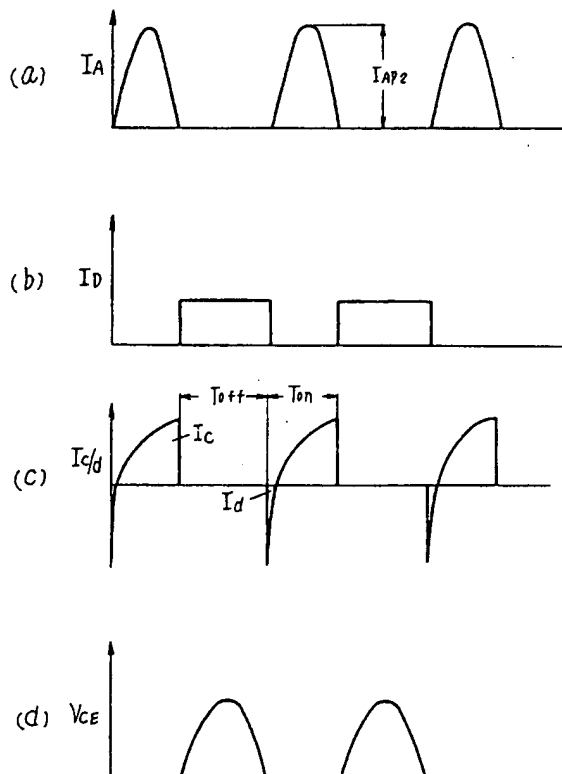 (a) IA
IAP2
(b) ID
Toff Ton
(c) Ic/d
Ic
Id
(d) VCE